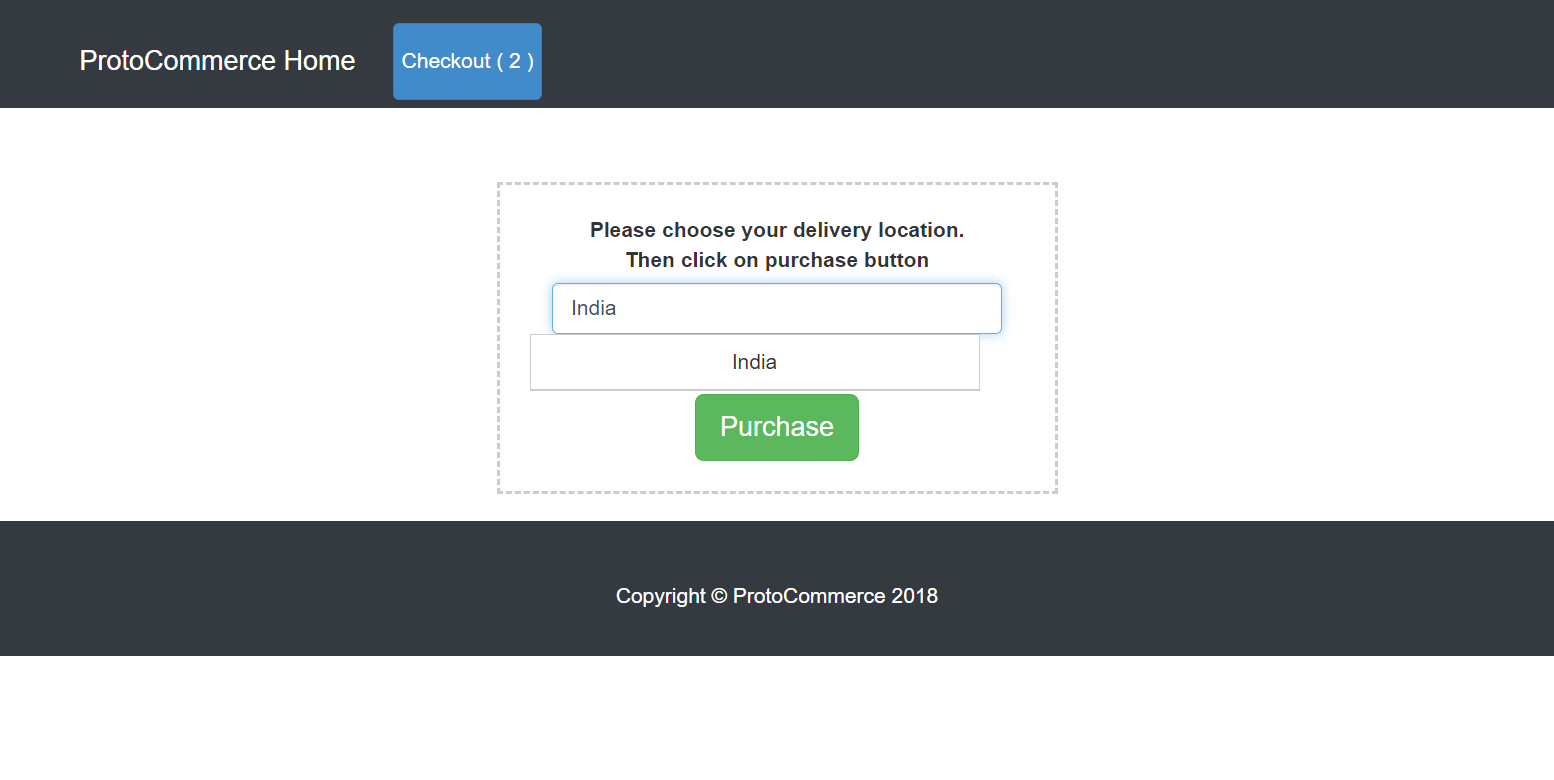 ProtoCommerce Home
Checkout ( 2 )
Please choose your delivery location.
Then click on purchase button
India
India
Purchase
Copyright © ProtoCommerce 2018